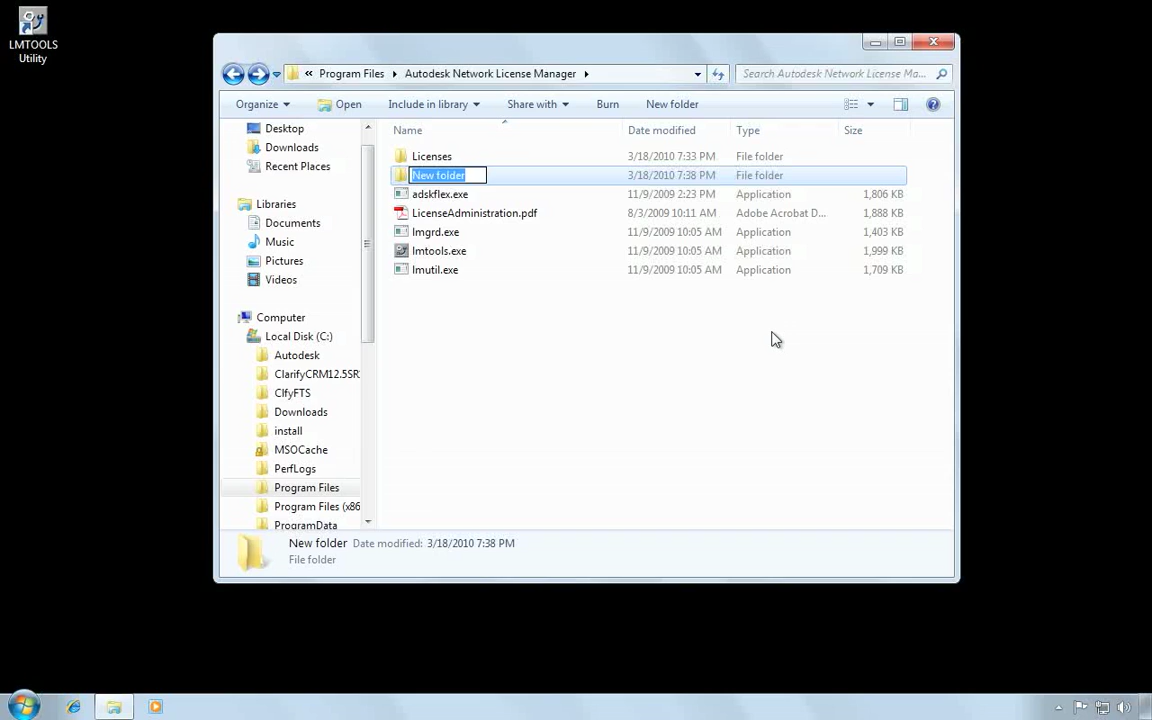 LMTOOLS
Utility
« Program Files Autodesk Network License Manager
Search Autodesk Network License Ma...
Organize Open Include in library Share with Burn New folder
Desktop
Downloads
Recent Places
Libraries
Documents
Music
Pictures
Videos
Computer
Local Disk (C:)
Autodesk
ClarifyCRM12.5SR
ClfyFTS
Downloads
install
MSOCache
PerfLogs
Program Files
Program Files (x86
ProgramData
Name Date modified Type Size
Licenses 3/18/2010 7:33 PM File folder
New folder 3/18/2010 7:38 PM File folder
adskflex.exe 11/9/2009 2:23 PM Application 1,806 KB
LicenseAdministration.pdf 8/3/2009 10:11 AM Adobe Acrobat D... 1,888 KB
lmgrd.exe 11/9/2009 10:05 AM Application 1,403 KB
lmtools.exe 11/9/2009 10:05 AM Application 1,999 KB
lmutil.exe 11/9/2009 10:05 AM Application 1,709 KB
New folder Date modified: 3/18/2010 7:38 PM
File folder